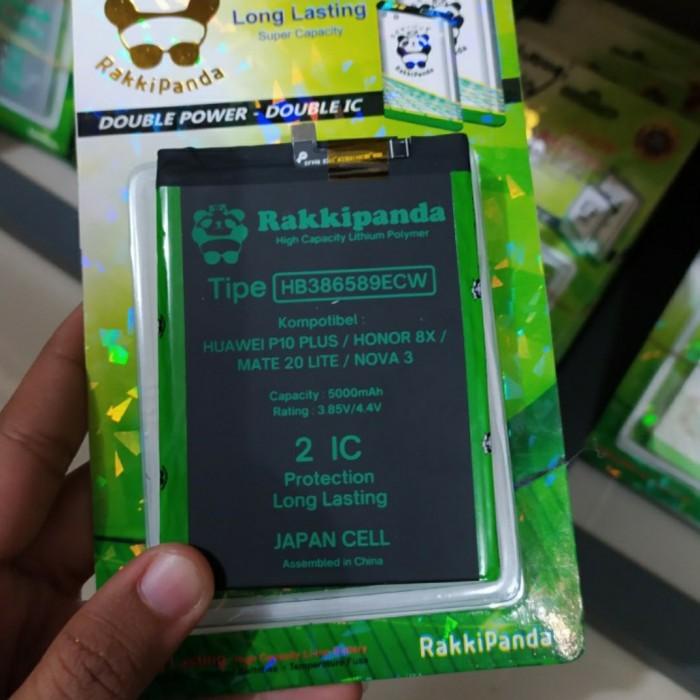 Long Lasting
Super Capacity
RakkiPanda
DOUBLE POWER - DOUBLE IC
Rakkipanda
High Capacity Lithium Polymer
Tipe HB386589ECW
Kompotibel :
HUAWEI P10 PLUS / HONOR 8X /
MATE 20 LITE / NOVA 3
Capacity : 5000mAh
Rating : 3.85V/4.4V
2 IC
Protection
Long Lasting
JAPAN CELL
Assembled in China
RakkiPanda